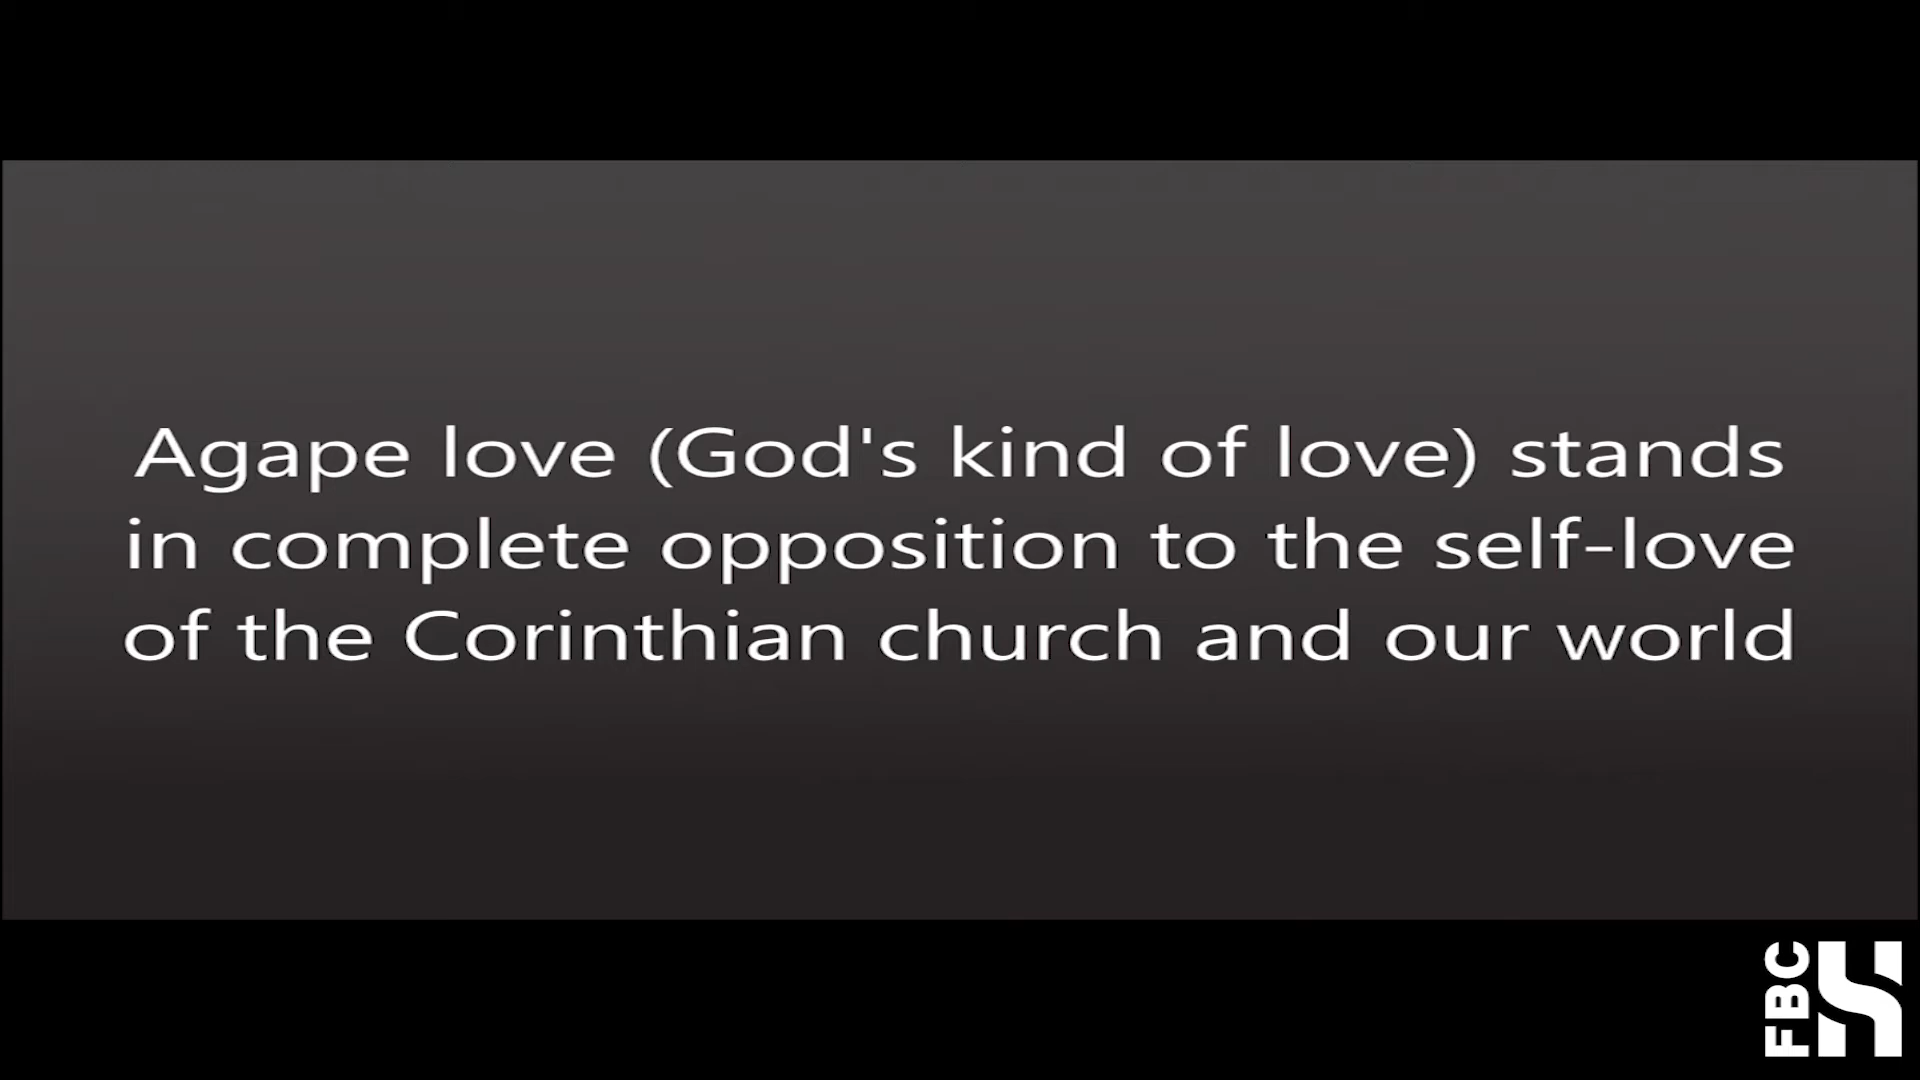 Agape love (God's kind of love) stands
in complete opposition to the self-love
of the Corinthian church and our world
FBC